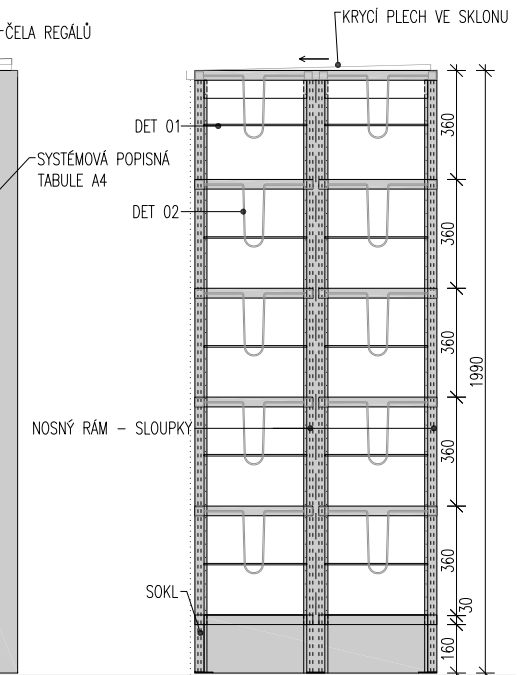 KRYCÍ PLECH VE SKLONU
ČELA REGÁLŮ
DET 01
360
SYSTÉMOVÁ POPISNÁ
TABULE A4
DET 02
360
360
1990
NOSNÝ RÁM – SLOUPKY
360
360
SOKL
30
160